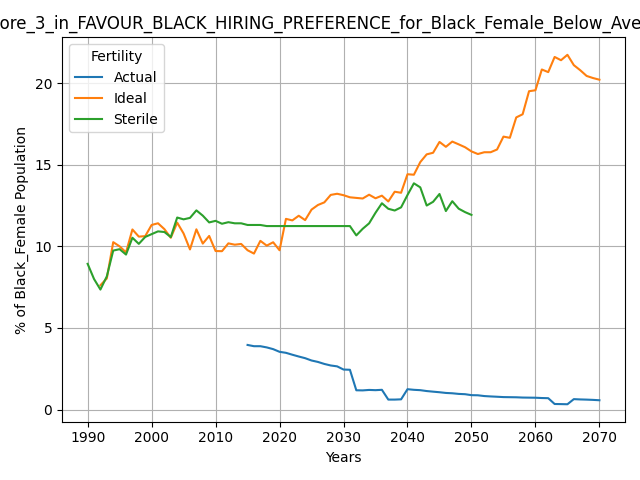 ore_3_in_FAVOUR_BLACK_HIRING_PREFERENCE_for_Black_Female_Below_Ave
Fertility
Actual
Ideal
Sterile
% of Black_Female Population
20
15
10
5
0
1990 2000 2010 2020 2030 2040 2050 2060 2070
Years